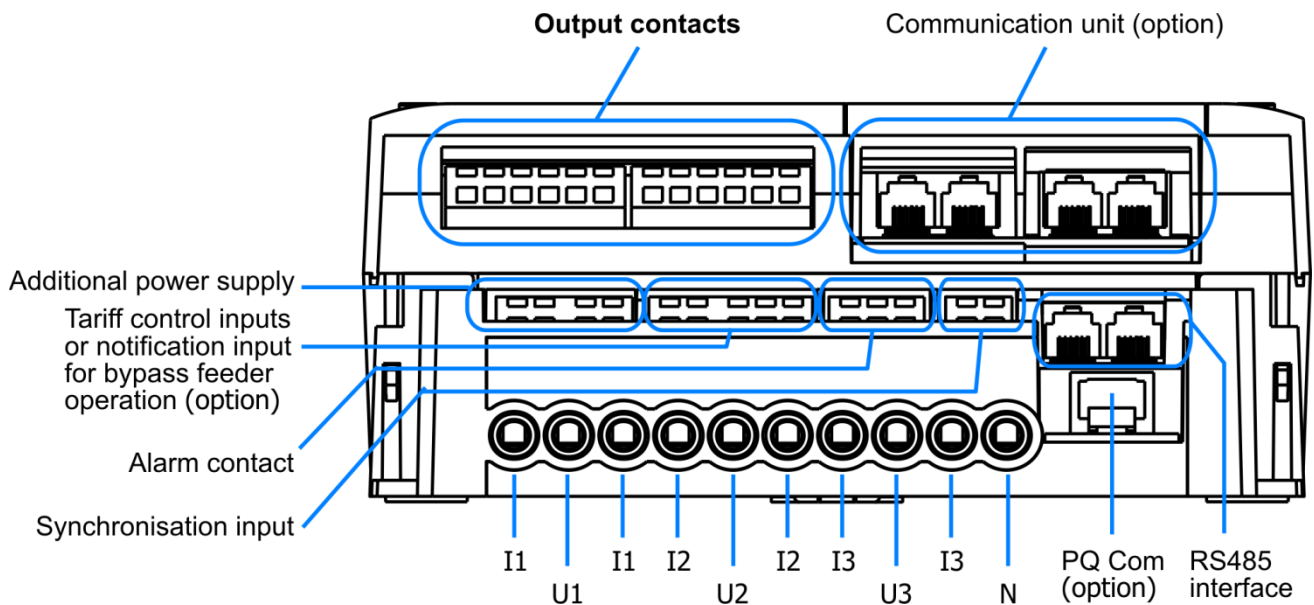 Output contacts
Communication unit (option)
Additional power supply
Tariff control inputs
or notification input
for bypass feeder
operation (option)
Alarm contact
Synchronisation input
I1
U1
I1
I2
U2
I2
I3
U3
I3
N
PQ Com
(option)
RS485
interface